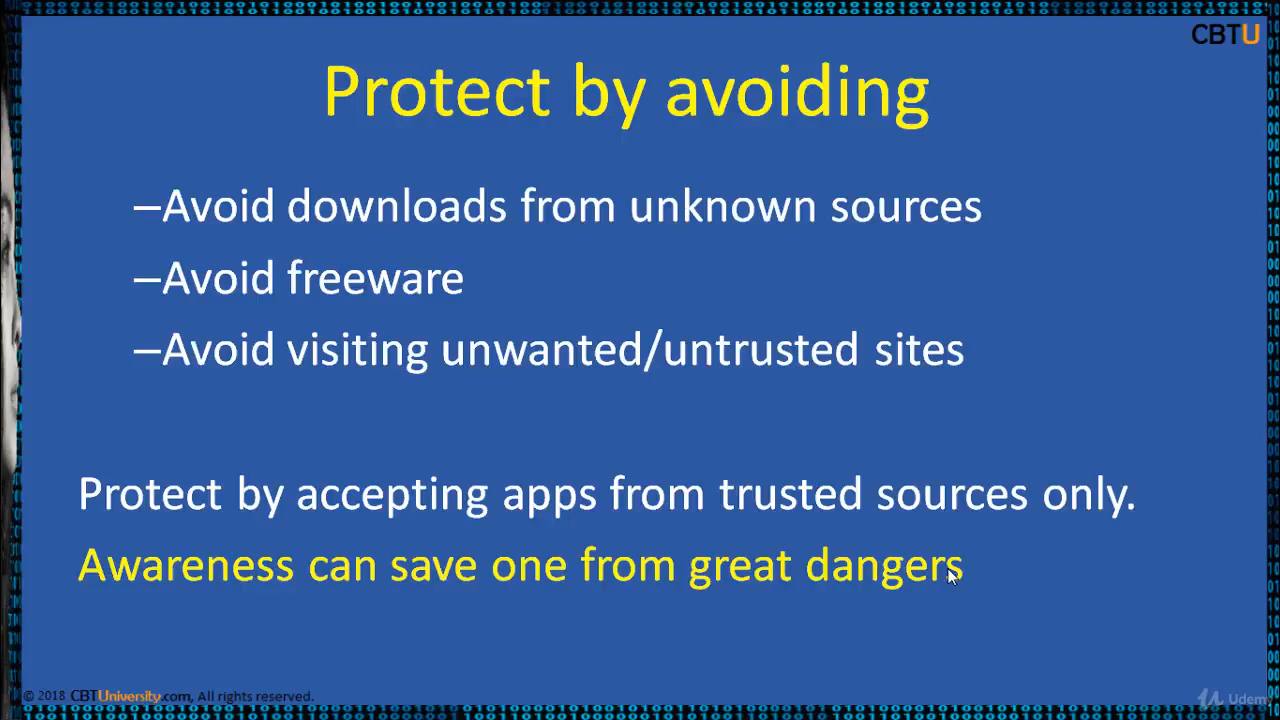 CBTU
Protect by avoiding
–Avoid downloads from unknown sources
–Avoid freeware
–Avoid visiting unwanted/untrusted sites
Protect by accepting apps from trusted sources only.
Awareness can save one from great dangers
© 2018 CBTUniversity.com, All rights reserved.
Udemy